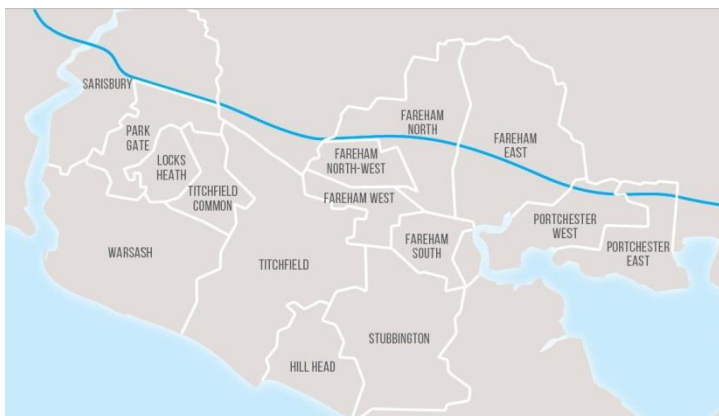 SARISBURY
PARK
GATE
LOCKS
HEATH
TITCHFIELD
COMMON
WARSASH
TITCHFIELD
HILL HEAD
STUBBINGTON
FAREHAM
NORTH
FAREHAM
NORTH-WEST
FAREHAM WEST
FAREHAM
SOUTH
FAREHAM
EAST
PORTCHESTER
WEST
PORTCHESTER
EAST